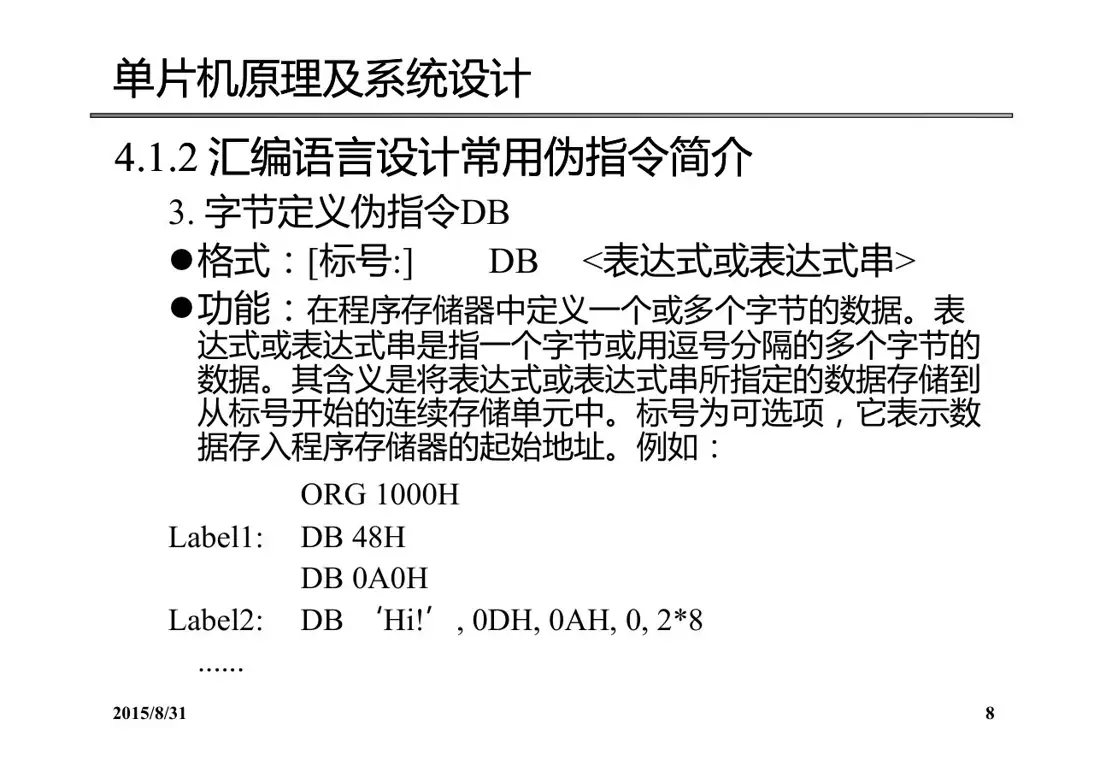 单片机原理及系统设计
4.1.2 汇编语言设计常用伪指令简介
3. 字节定义伪指令DB
●格式：[标号:] DB <表达式或表达式串>
●功能：在程序存储器中定义一个或多个字节的数据。表
达式或表达式串是指一个字节或用逗号分隔的多个字节的
数据。其含义是将表达式或表达式串所指定的数据存储到
从标号开始的连续存储单元中。标号为可选项，它表示数
据存入程序存储器的起始地址。例如：
ORG 1000H
Label1: DB 48H
DB 0A0H
Label2: DB ‘Hi!’ , 0DH, 0AH, 0, 2*8
......
2015/8/31 8